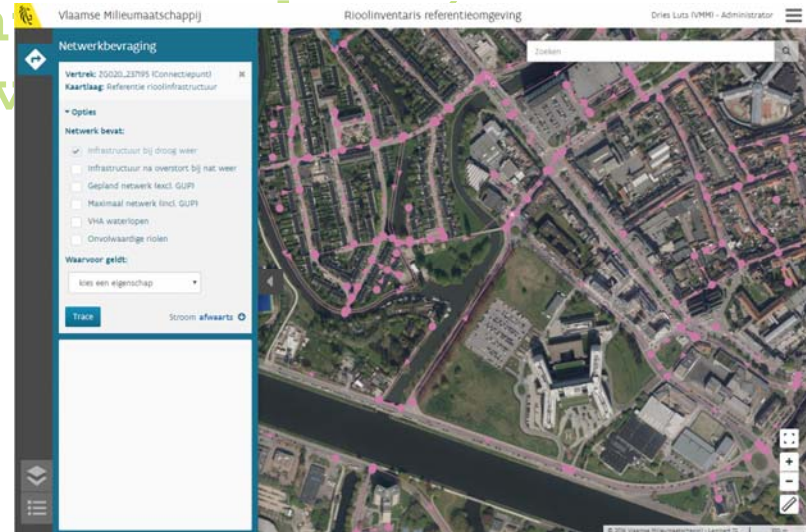 Vlaamse Milieumaatschappij
Rioolinventaris referentieomgeving
Dries Luts (VMM) - Administrator
Netwerkbevraging
Zoeken
Vertrek: ZG020_237195 (Connectiepunt)
Kaartlaag: Referentie rioolinfrastructuur
Opties
Netwerk bevat:
Infrastructuur bij droog weer
Infrastructuur na overstort bij nat weer
Gepland netwerk (excl. GUP)
Maximaal netwerk (incl. GUP)
VHA waterlopen
Onvolwaardige riolen
Waarvoor geldt:
kies een eigenschap
Trace
Stroom afwaarts